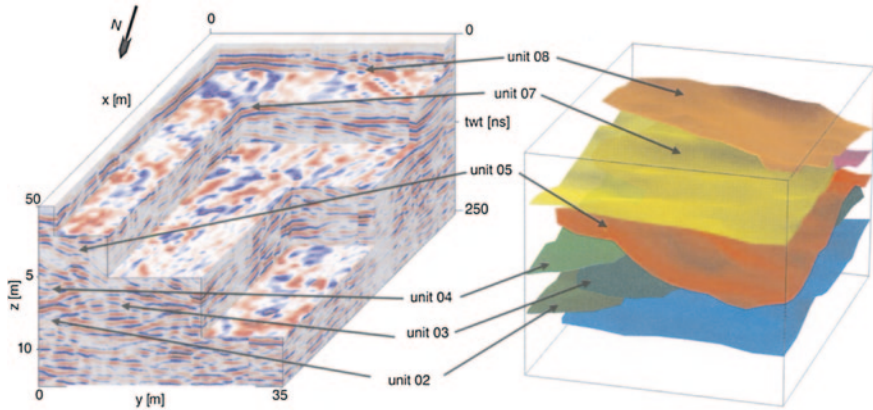 N
0
0
x [m]
twt [ns]
250
50
5
z [m]
10
0
y [m]
35
unit 08
unit 07
unit 05
unit 04
unit 03
unit 02